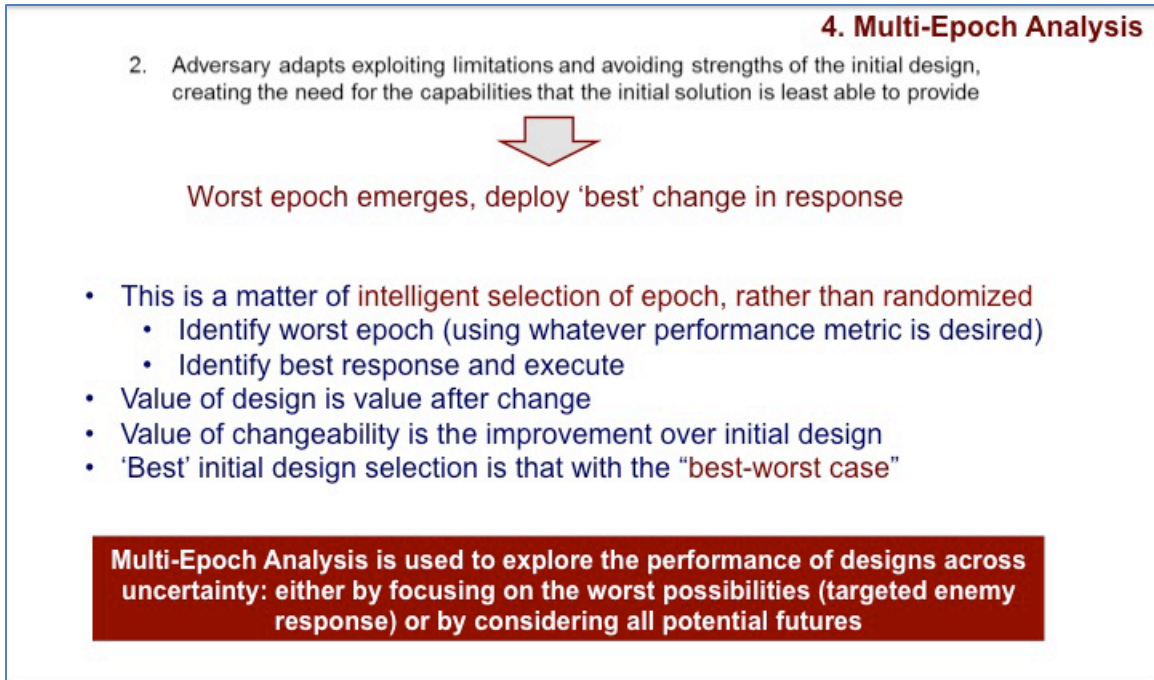 4. Multi-Epoch Analysis
2. Adversary adapts exploiting limitations and avoiding strengths of the initial design,
creating the need for the capabilities that the initial solution is least able to provide
Worst epoch emerges, deploy ‘best’ change in response
• This is a matter of intelligent selection of epoch, rather than randomized
• Identify worst epoch (using whatever performance metric is desired)
• Identify best response and execute
• Value of design is value after change
• Value of changeability is the improvement over initial design
• ‘Best’ initial design selection is that with the “best-worst case”
Multi-Epoch Analysis is used to explore the performance of designs across
uncertainty: either by focusing on the worst possibilities (targeted enemy
response) or by considering all potential futures